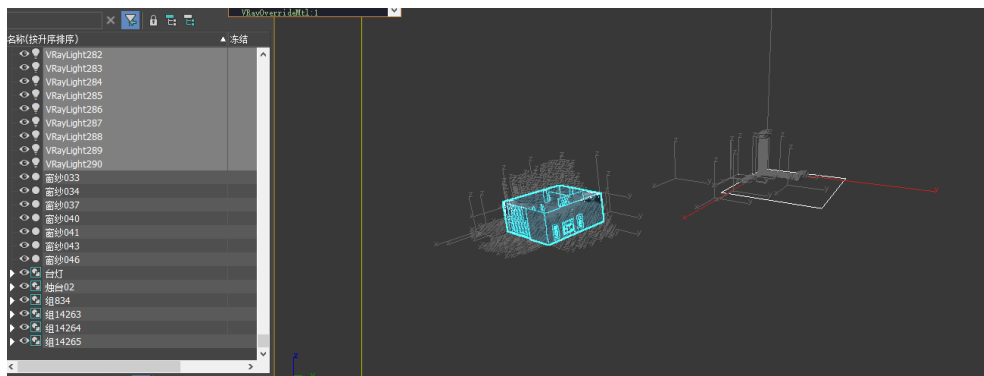 VRayOverrideMtl:1
名称(按升序排序) ▲ 冻结
VRayLight282
VRayLight283
VRayLight284
VRayLight285
VRayLight286
VRayLight287
VRayLight288
VRayLight289
VRayLight290
窗纱033
窗纱034
窗纱037
窗纱040
窗纱041
窗纱043
窗纱046
台灯
烛台02
组834
组14263
组14264
组14265